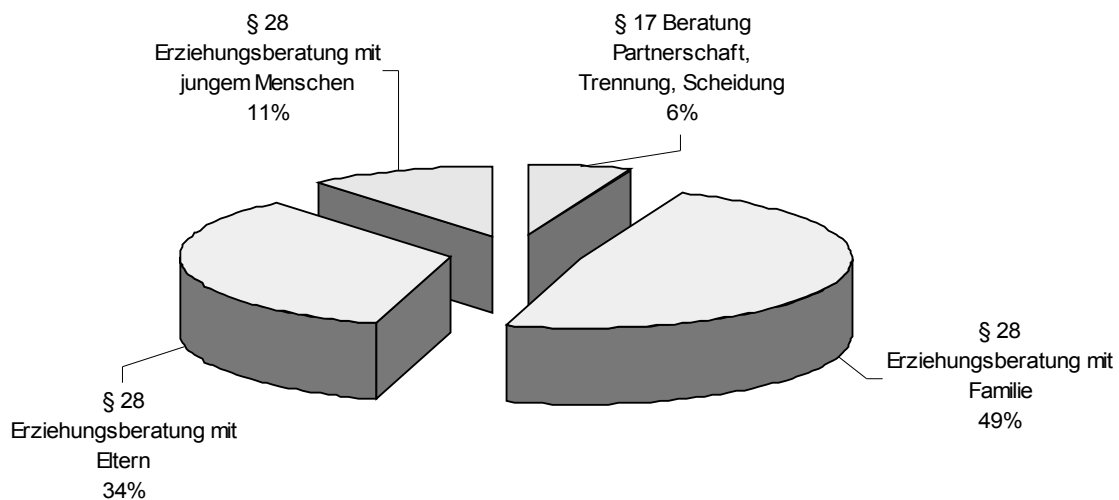 § 28
Erziehungsberatung mit
jungem Menschen
11%
§ 17 Beratung
Partnerschaft,
Trennung, Scheidung
6%
§ 28
Erziehungsberatung mit
Familie
49%
§ 28
Erziehungsberatung mit
Eltern
34%